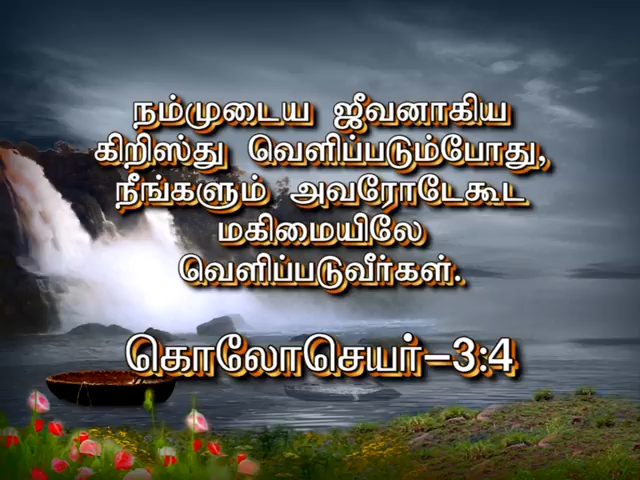 நம்முடைய ஜீவனாகிய
கிறிஸ்து வெளிப்படும்போது,
நீங்களும் அவரோடேகூட
மகிமையிலே
வெளிப்படுவீர்கள்.
கொலோசெயர்–3:4